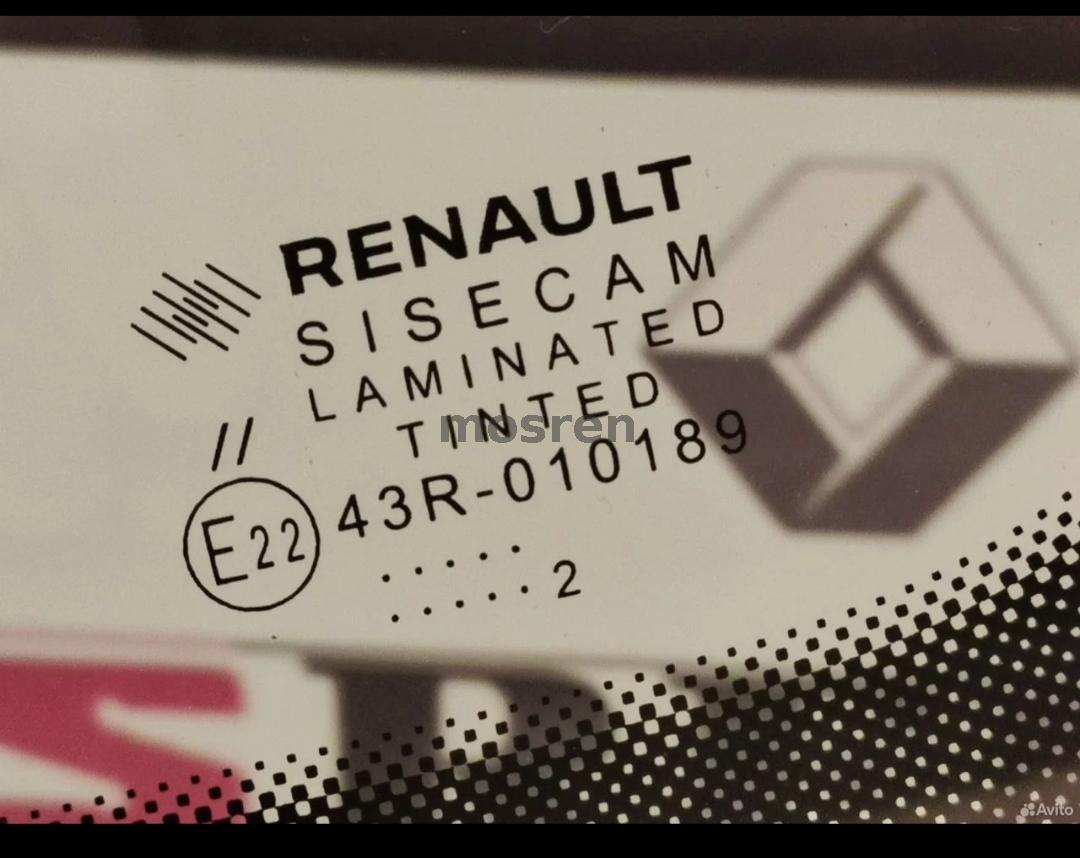 RENAULT
SISECAM
LAMINATED
TINTED
mosren
//
E22 43R-010189
. . . . .
. . . . . 2
Avito